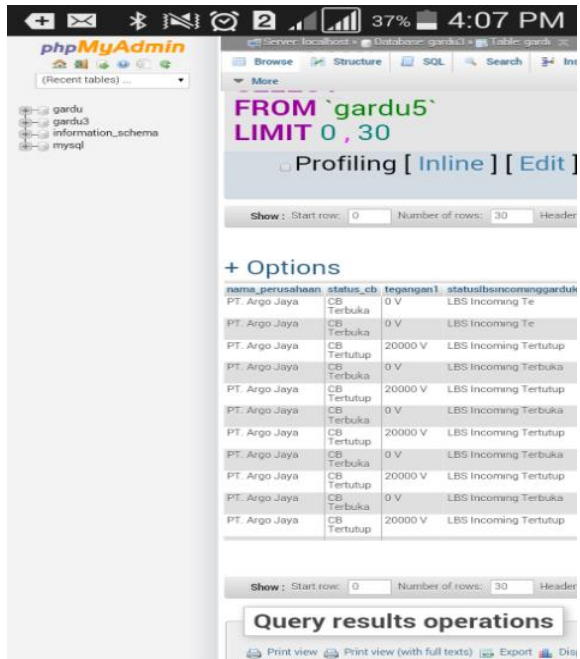 2 37% 4:07 PM
phpMyAdmin
(Recent tables) ...
gardu
gardu3
information_schema
mysql
Server: localhost » Database: gardu3 » Table: gardu
Browse Structure SQL Search Ins
More
FROM `gardu5`
LIMIT 0 , 30
Profiling [ Inline ] [ Edit ]
Show : Start row: 0 Number of rows: 30 Header
+ Options
nama_perusahaan status_cb tegangan1 statuslbsincominggarduk
PT. Argo Jaya CB Terbuka 0 V LBS Incoming Te
PT. Argo Jaya CB Terbuka 0 V LBS Incoming Te
PT. Argo Jaya CB Tertutup 20000 V LBS Incoming Tertutup
PT. Argo Jaya CB Terbuka 0 V LBS Incoming Terbuka
PT. Argo Jaya CB Tertutup 20000 V LBS Incoming Tertutup
PT. Argo Jaya CB Terbuka 0 V LBS Incoming Terbuka
PT. Argo Jaya CB Tertutup 20000 V LBS Incoming Tertutup
PT. Argo Jaya CB Terbuka 0 V LBS Incoming Terbuka
PT. Argo Jaya CB Tertutup 20000 V LBS Incoming Tertutup
PT. Argo Jaya CB Terbuka 0 V LBS Incoming Terbuka
PT. Argo Jaya CB Tertutup 20000 V LBS Incoming Tertutup
Show : Start row: 0 Number of rows: 30 Header
Query results operations
Print view Print view (with full texts) Export Disp